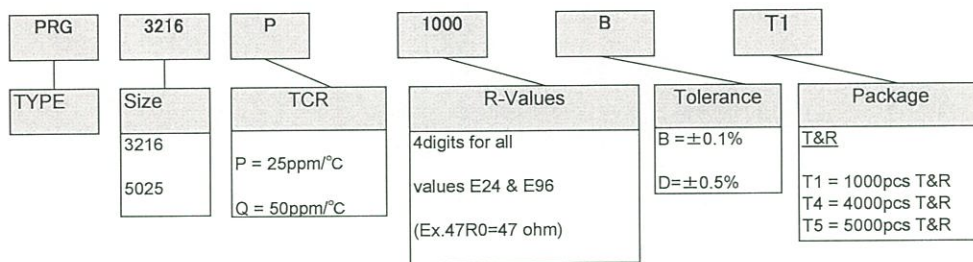 PRG 3216 P 1000 B T1
TYPE Size TCR R-Values Tolerance Package
3216
5025
P = 25ppm/°C
Q = 50ppm/°C
4digits for all
values E24 & E96
(Ex.47R0=47 ohm)
B =±0.1%
D=±0.5%
T&R
T1 = 1000pcs T&R
T4 = 4000pcs T&R
T5 = 5000pcs T&R